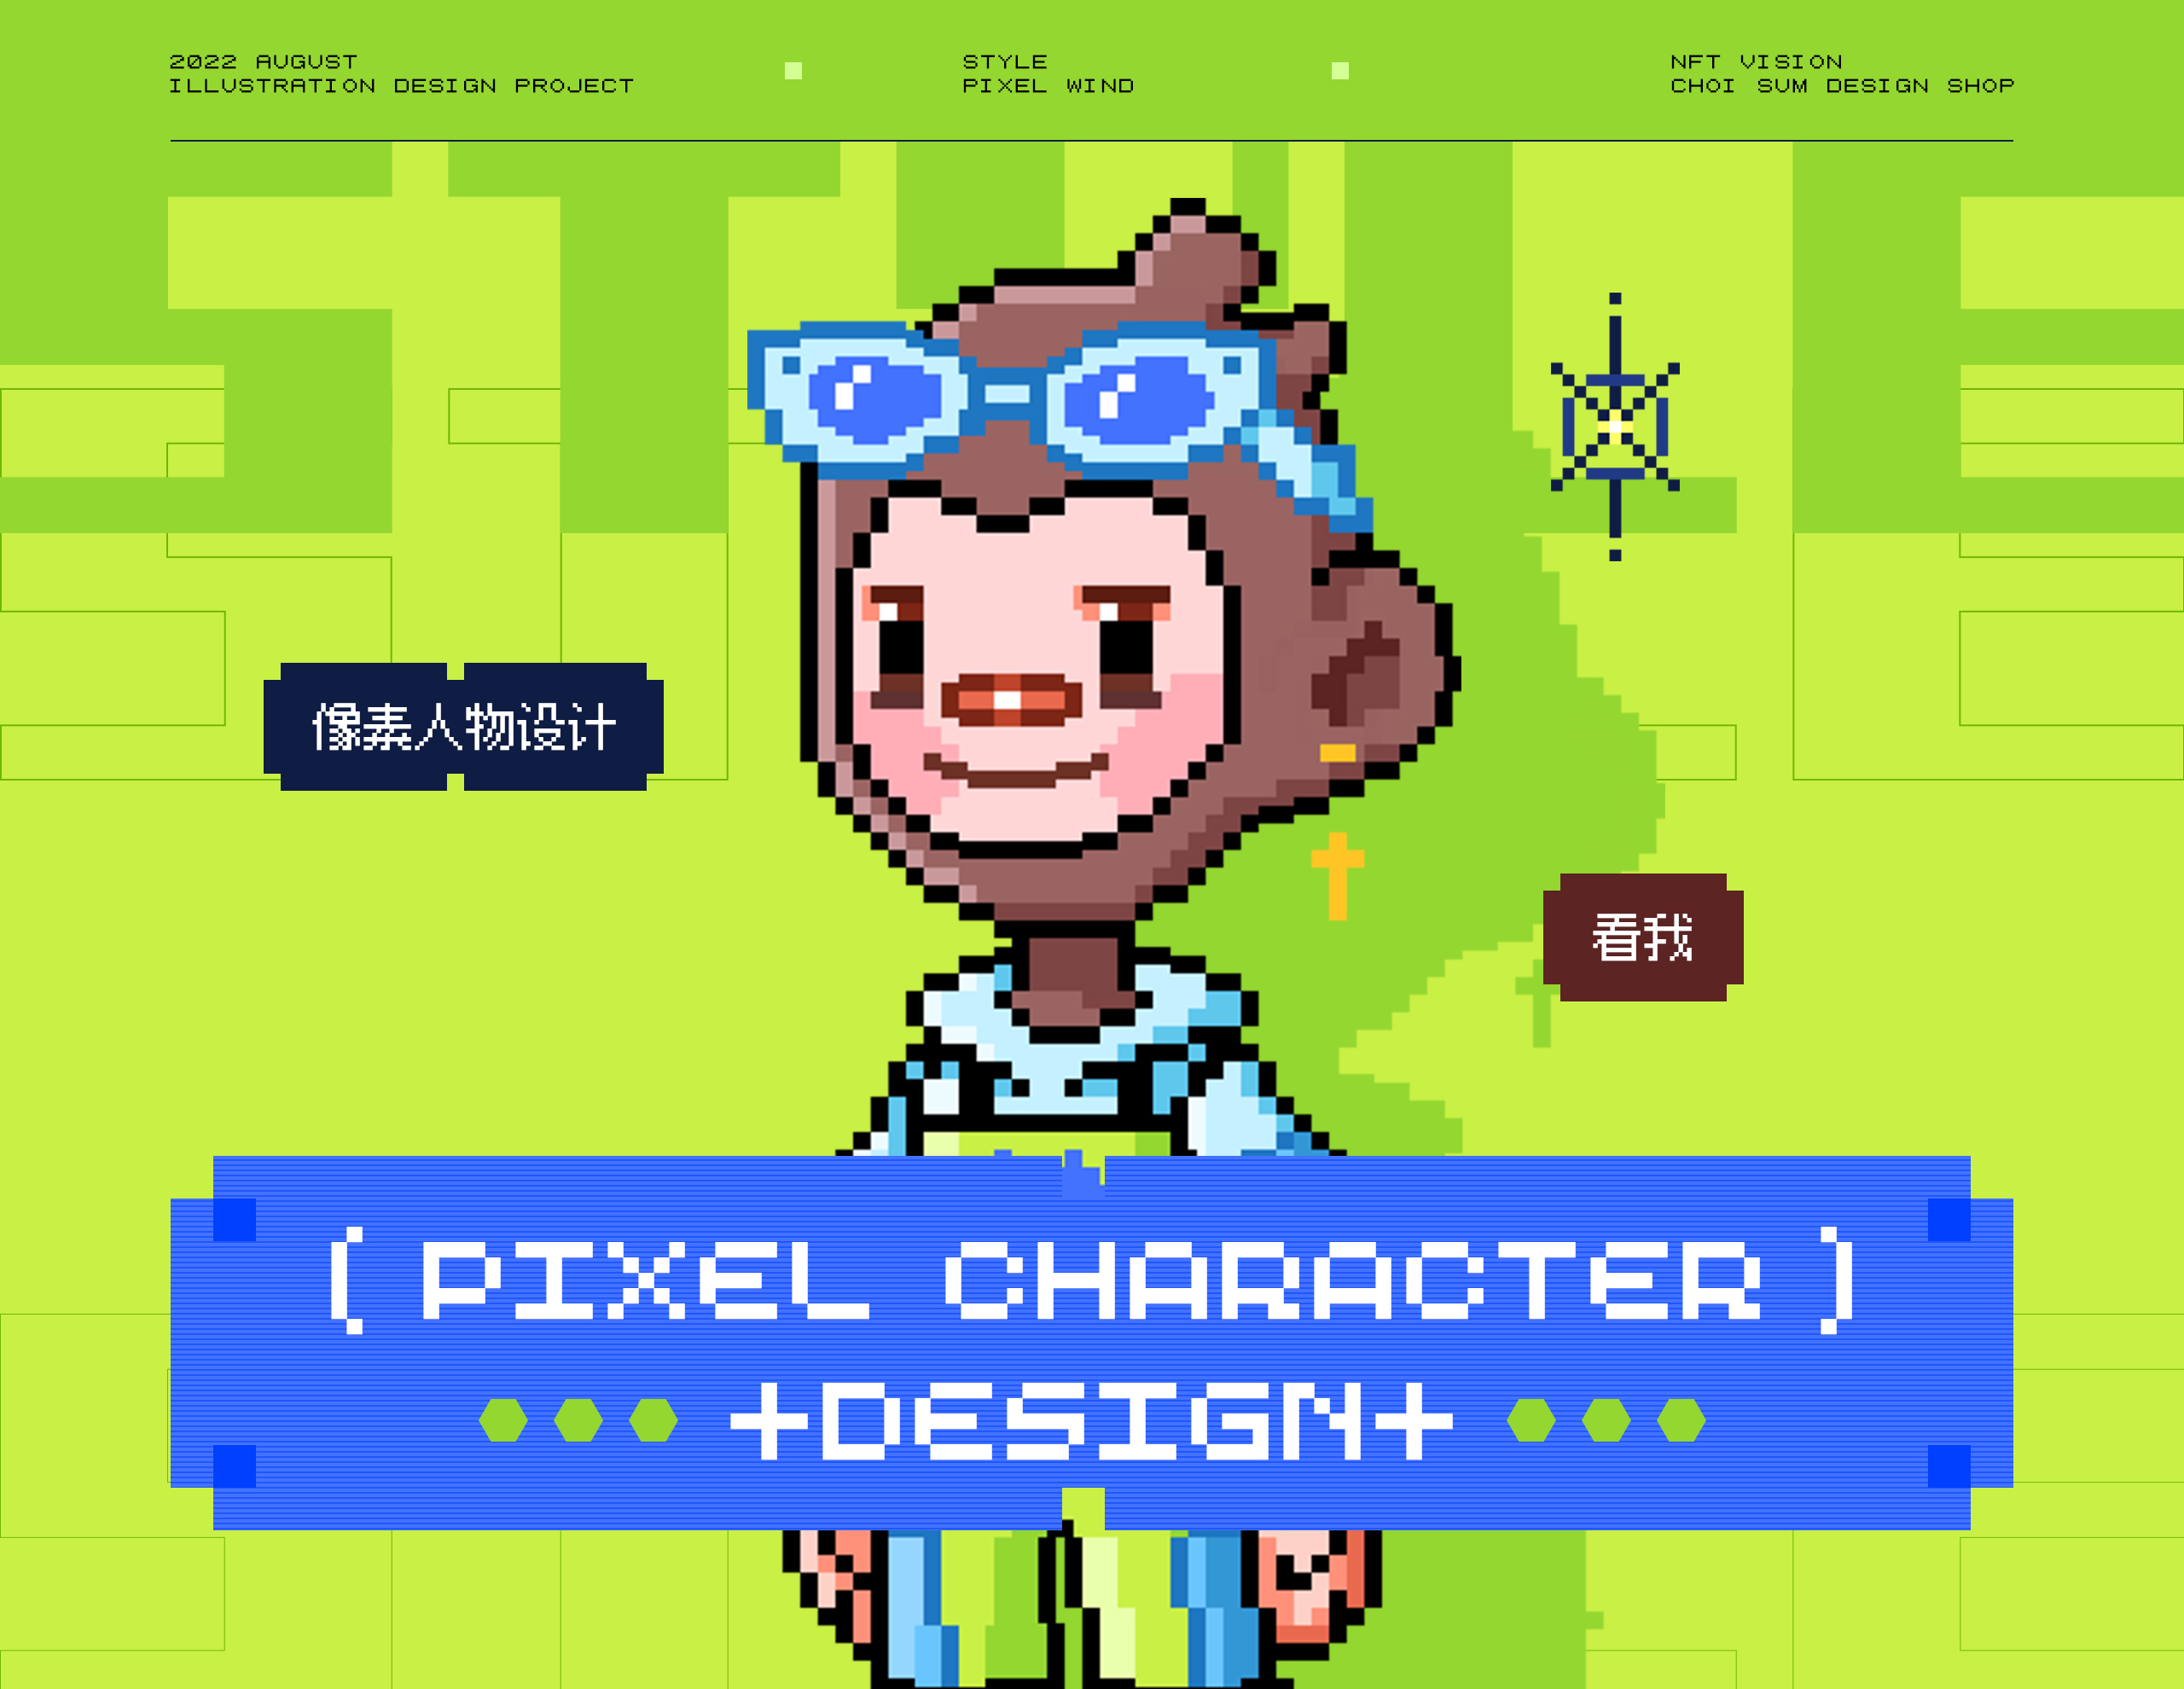 2022 AUGUST
ILLUSTRATION DESIGN PROJECT
STYLE
PIXEL WIND
NFT VISION
CHOI SUM DESIGN SHOP
像素人物设计
看我
( PIXEL CHARACTER )
+DESIGN+